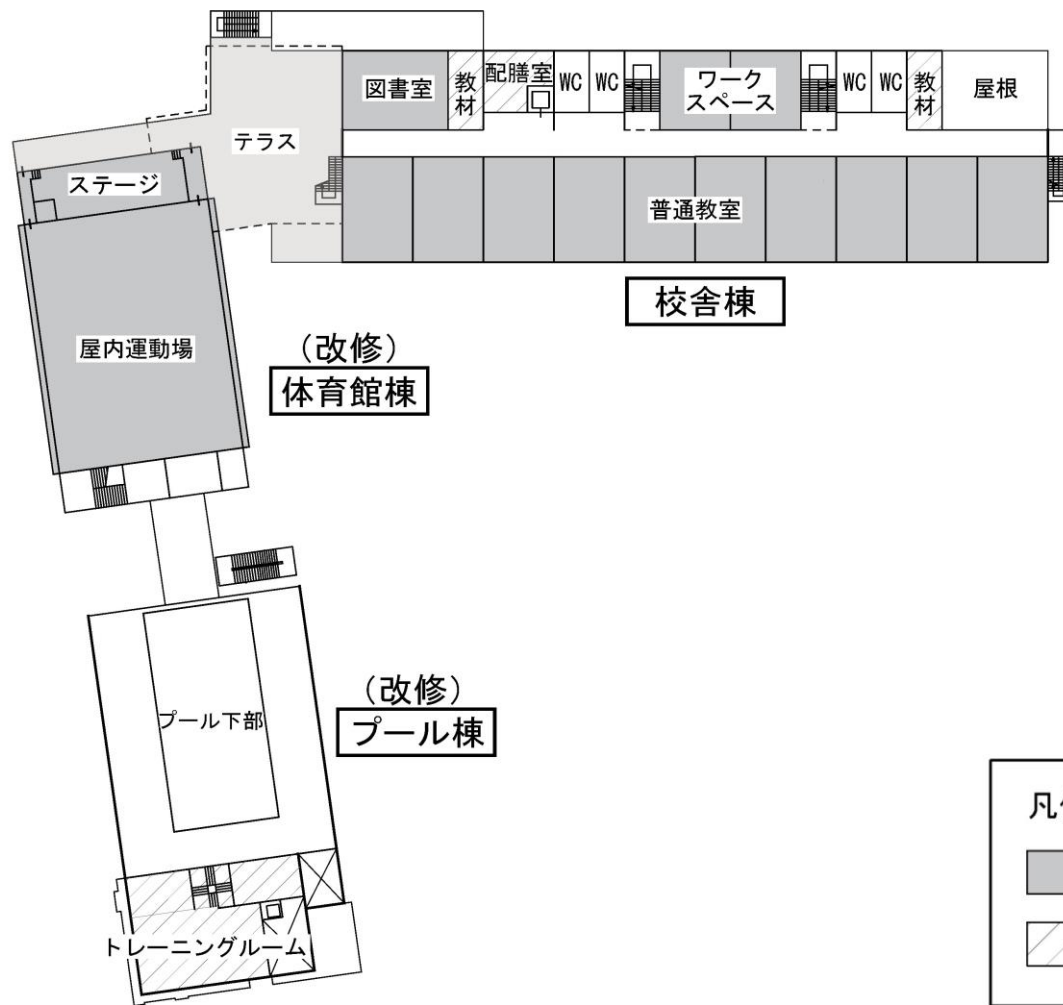 図書室
教材
配膳室
WC
WC
ワーク
スペース
WC
WC
教材
屋根
テラス
ステージ
普通教室
校舎棟
屋内運動場
(改修)
体育館棟
(改修)
プール棟
プール下部
トレーニングルーム
凡